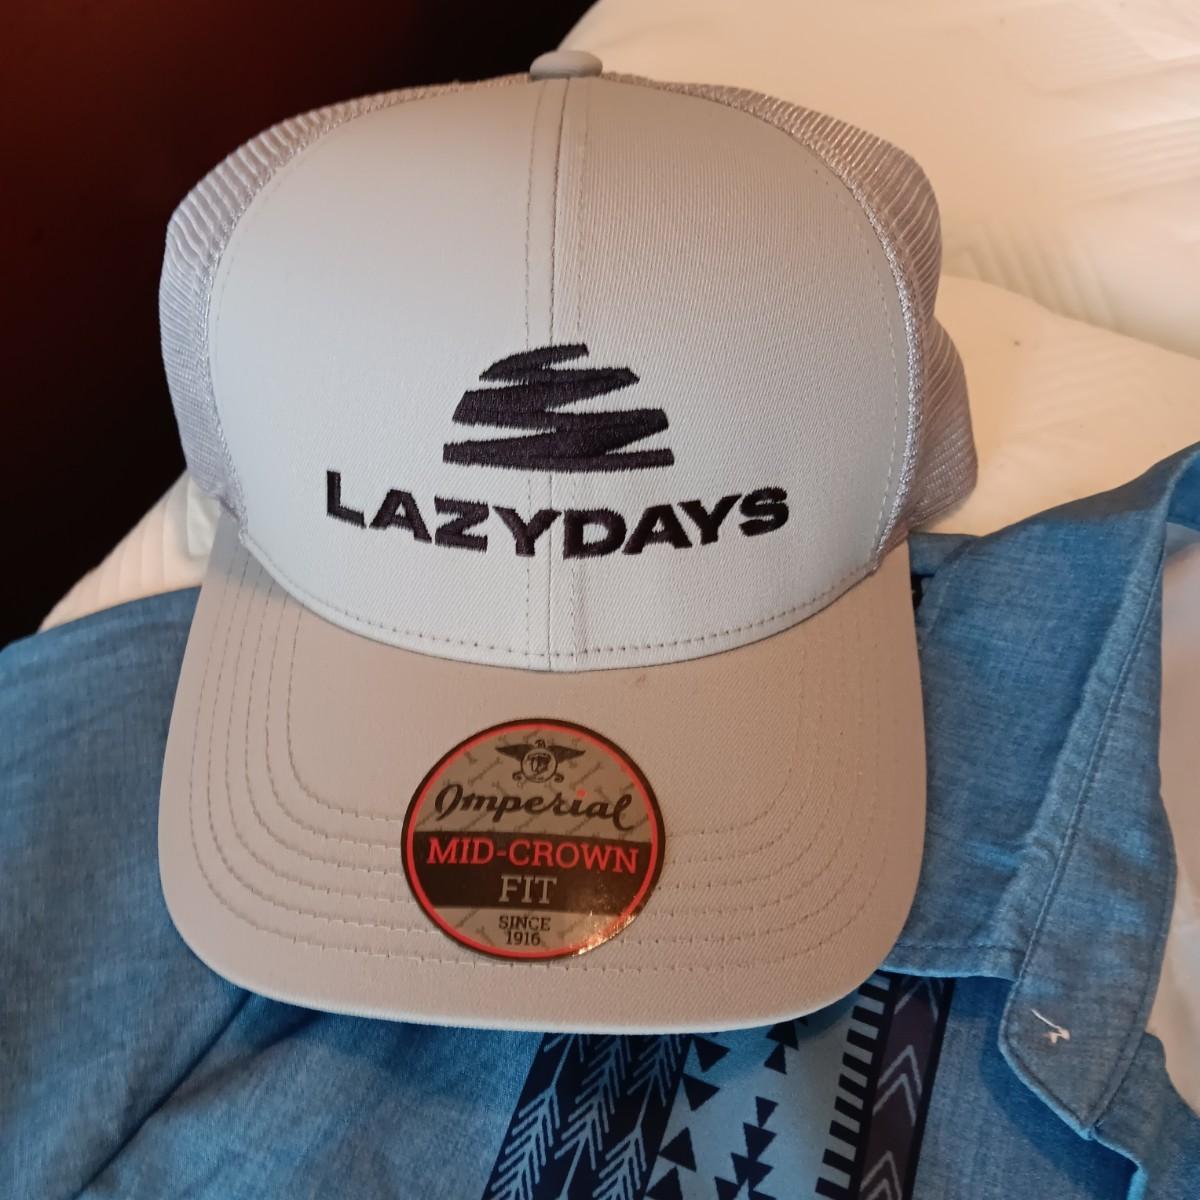 LAZYDAYS
Imperial
MID-CROWN
FIT
SINCE
1916